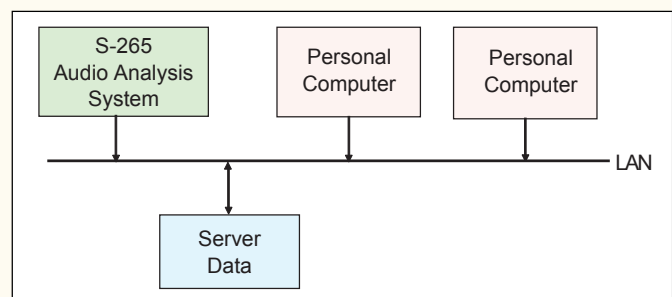 S-265
Audio Analysis
System
Personal
Computer
Personal
Computer
LAN
Server
Data